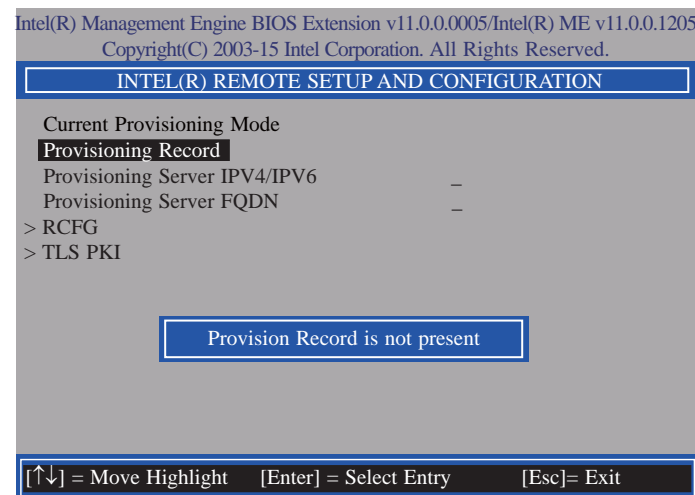 Intel(R) Management Engine BIOS Extension v11.0.0.0005/Intel(R) ME v11.0.0.1205
Copyright(C) 2003-15 Intel Corporation. All Rights Reserved.
INTEL(R) REMOTE SETUP AND CONFIGURATION
Current Provisioning Mode
Provisioning Record
Provisioning Server IPV4/IPV6 _
Provisioning Server FQDN _
> RCFG
> TLS PKI
Provision Record is not present
[↑↓] = Move Highlight [Enter] = Select Entry [Esc]= Exit